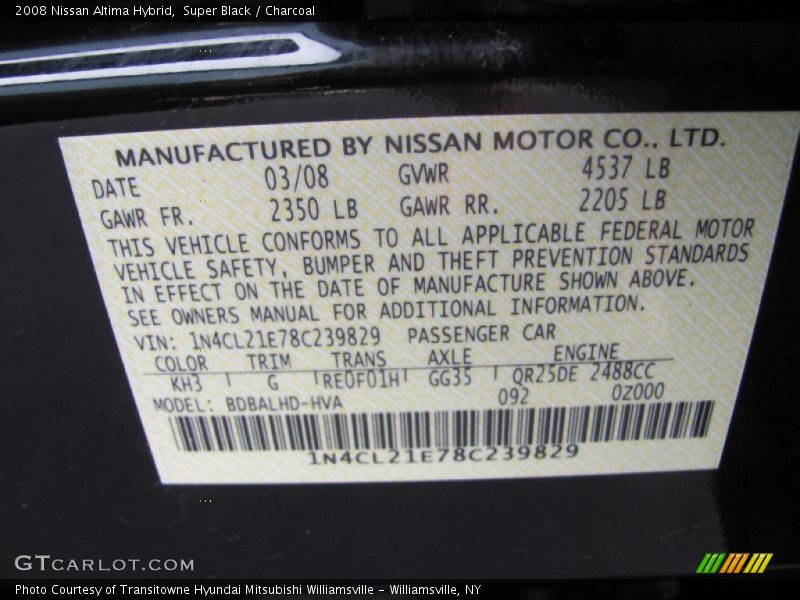 2008 Nissan Altima Hybrid, Super Black / Charcoal
MANUFACTURED BY NISSAN MOTOR CO., LTD.
DATE 03/08 GVWR 4537 LB
GAWR FR. 2350 LB GAWR RR. 2205 LB
THIS VEHICLE CONFORMS TO ALL APPLICABLE FEDERAL MOTOR
VEHICLE SAFETY, BUMPER AND THEFT PREVENTION STANDARDS
IN EFFECT ON THE DATE OF MANUFACTURE SHOWN ABOVE.
SEE OWNERS MANUAL FOR ADDITIONAL INFORMATION.
VIN: 1N4CL21E78C239829 PASSENGER CAR
COLOR TRIM TRANS AXLE ENGINE
KH3 G RE0F01H GG35 QR25DE 2488CC
MODEL: BDBALHD-HVA 092 0Z000
1N4CL21E78C239829
GTCARLOT.COM
Photo Courtesy of Transitowne Hyundai Mitsubishi Williamsville - Williamsville, NY